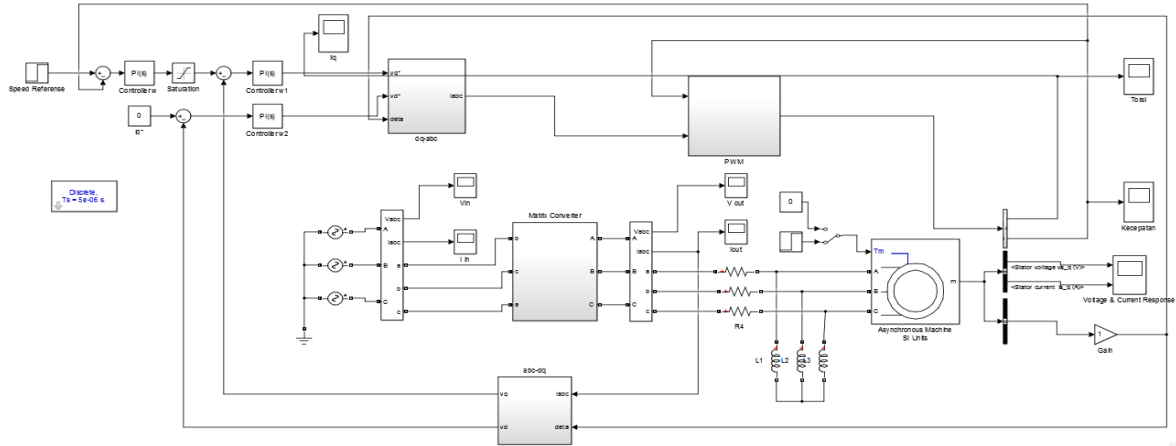 Speed Referense
PI(s)
Controllerw
Saturation
PI(s)
Controllerw1
0
Id*
PI(s)
Controllerw2
Iq
vq*
vd*
deta
Iabc
dq-abc
PWM
Torsi
Kecepatan
Discrete,
Ts = 5e-06 s.
Vin
I in
Vabc
Iabc
A
B
C
a
b
c
Matrix Converter
b
c
a
A
B
C
Vabc
Iabc
A
B
C
a
b
c
V out
Iout
0
R4
L1
L2
L3
Tm
A
B
C
m
Asynchronous Machine
SI Units
<Stator voltage vs_q (V)>
<Stator current is_q (A)>
Voltage & Current Response
1
Gain
abc-dq
vq
vd
Iabc
deta